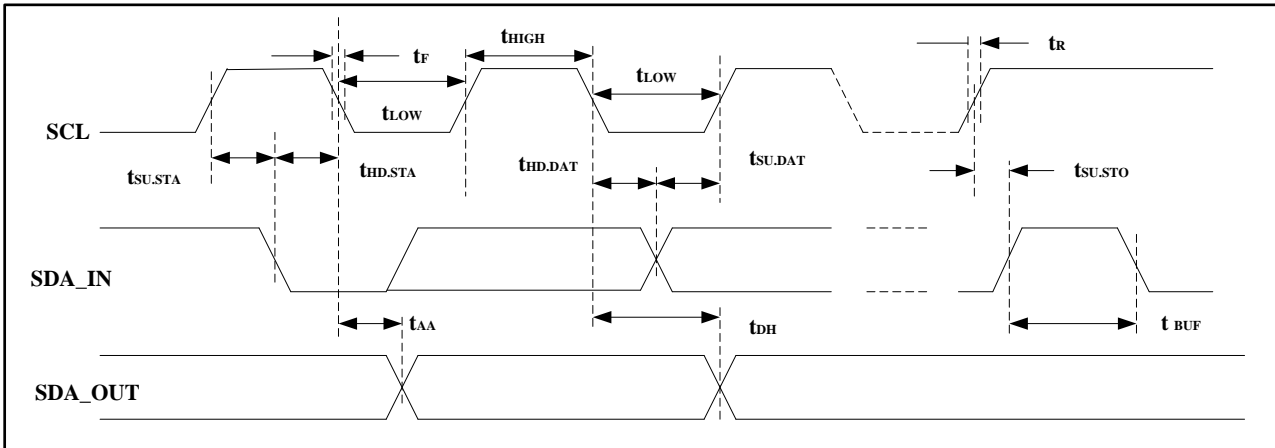 tF
tHIGH
tR
tLOW
tLOW
SCL
tSU.STA
tHD.STA
tHD.DAT
tSU.DAT
tSU.STO
SDA_IN
tAA
tDH
t BUF
SDA_OUT